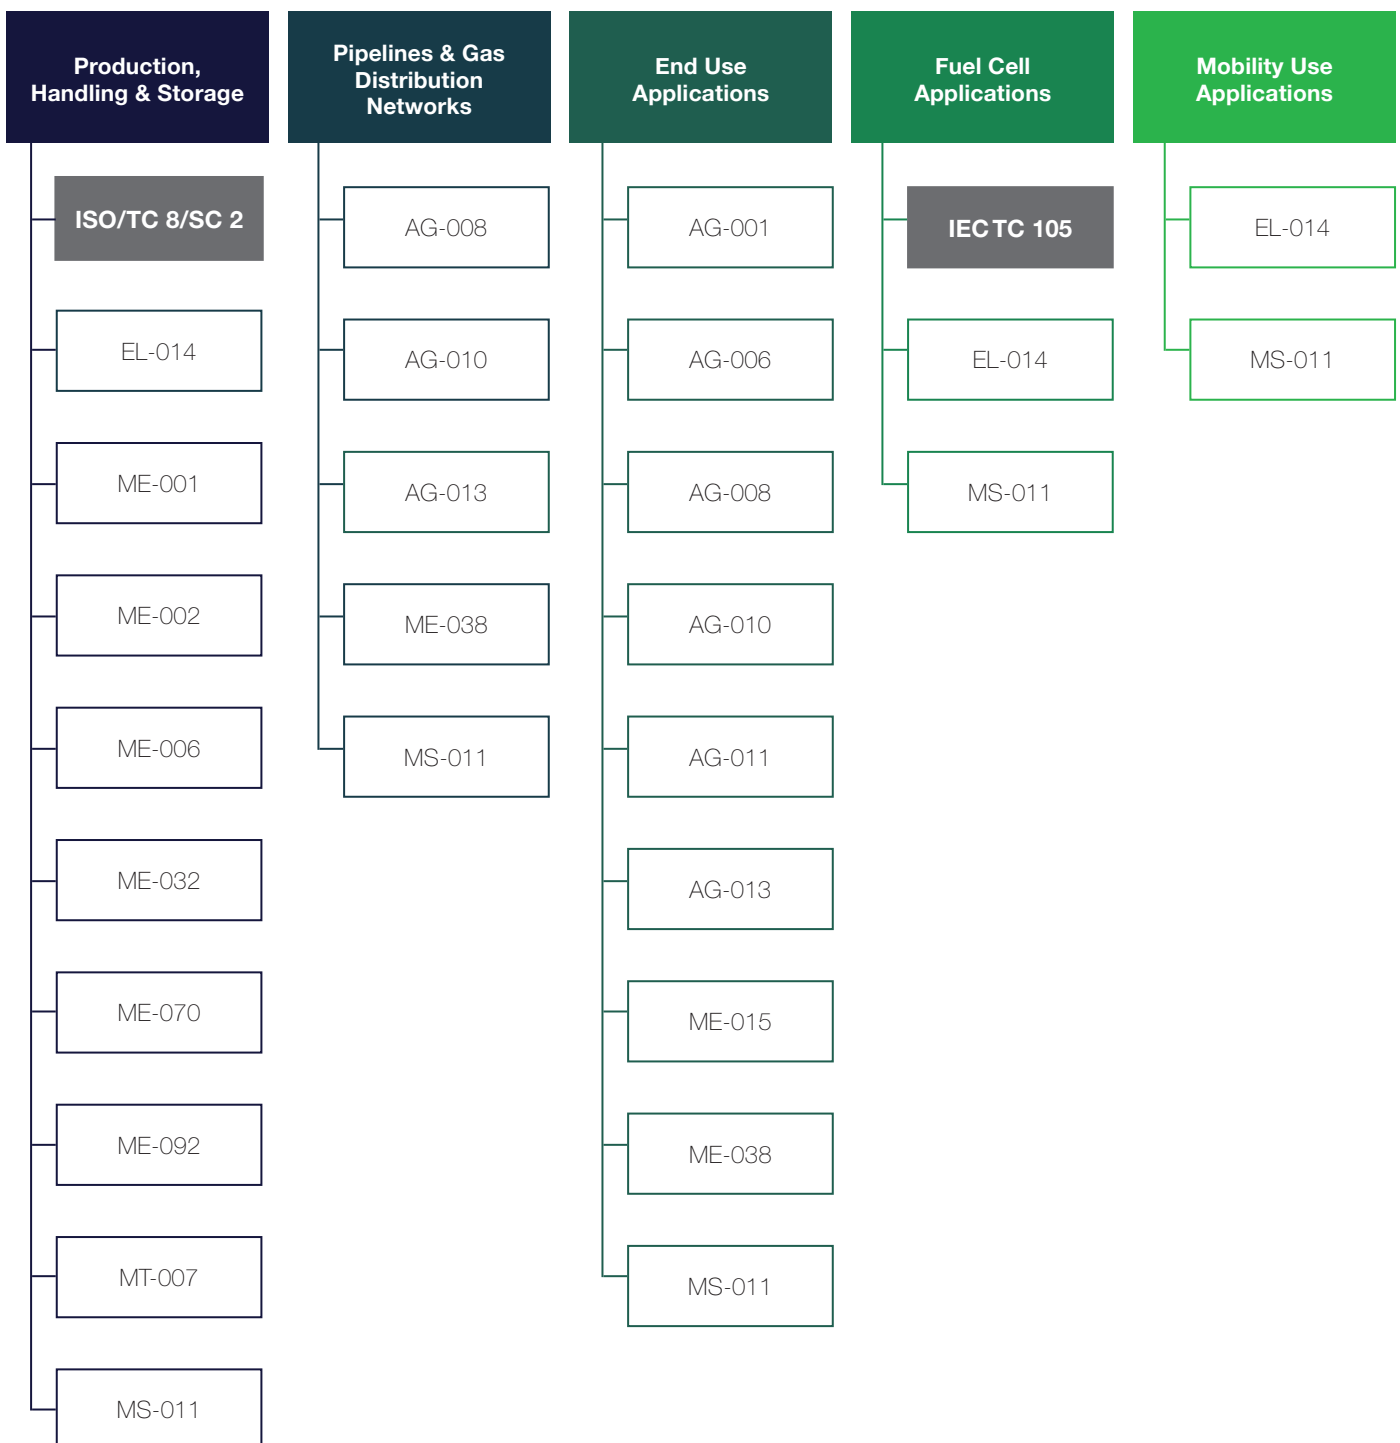 Production,
Handling & Storage
ISO/TC 8/SC 2
EL-014
ME-001
ME-002
ME-006
ME-032
ME-070
ME-092
MT-007
MS-011
Pipelines & Gas
Distribution
Networks
AG-008
AG-010
AG-013
ME-038
MS-011
End Use
Applications
AG-001
AG-006
AG-008
AG-010
AG-011
AG-013
ME-015
ME-038
MS-011
Fuel Cell
Applications
IEC TC 105
EL-014
MS-011
Mobility Use
Applications
EL-014
MS-011